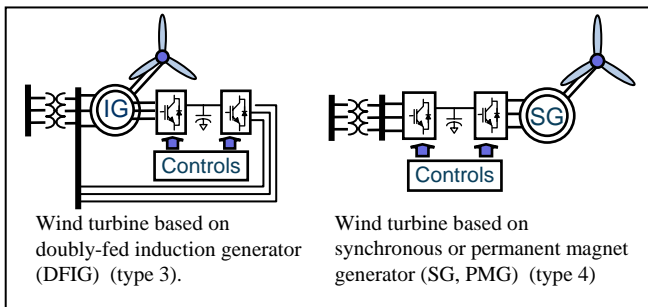 IG
Controls
Wind turbine based on
doubly-fed induction generator
(DFIG) (type 3).
SG
Controls
Wind turbine based on
synchronous or permanent magnet
generator (SG, PMG) (type 4)